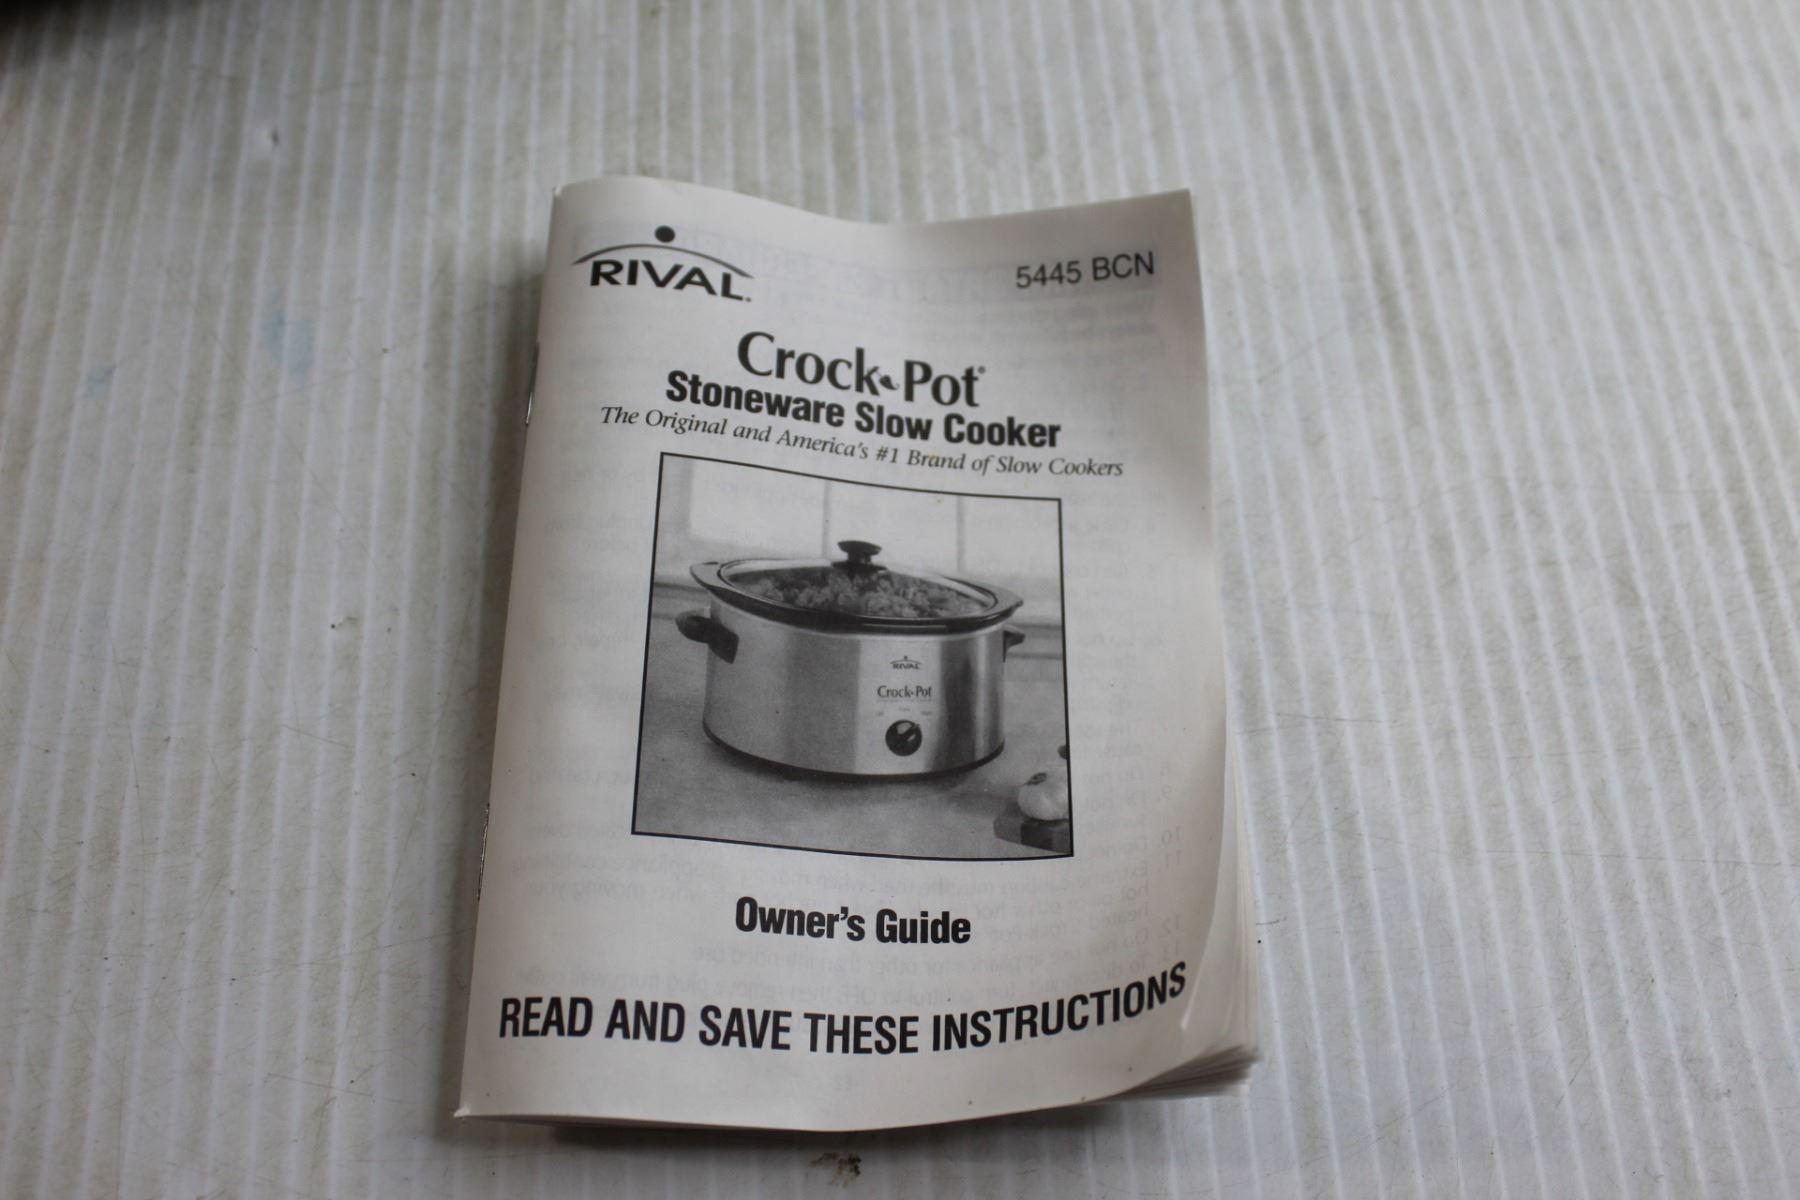 RIVAL®
5445 BCN
Crock•Pot®
Stoneware Slow Cooker
The Original and America's #1 Brand of Slow Cookers
RIVAL
Crock•Pot
Owner's Guide
READ AND SAVE THESE INSTRUCTIONS